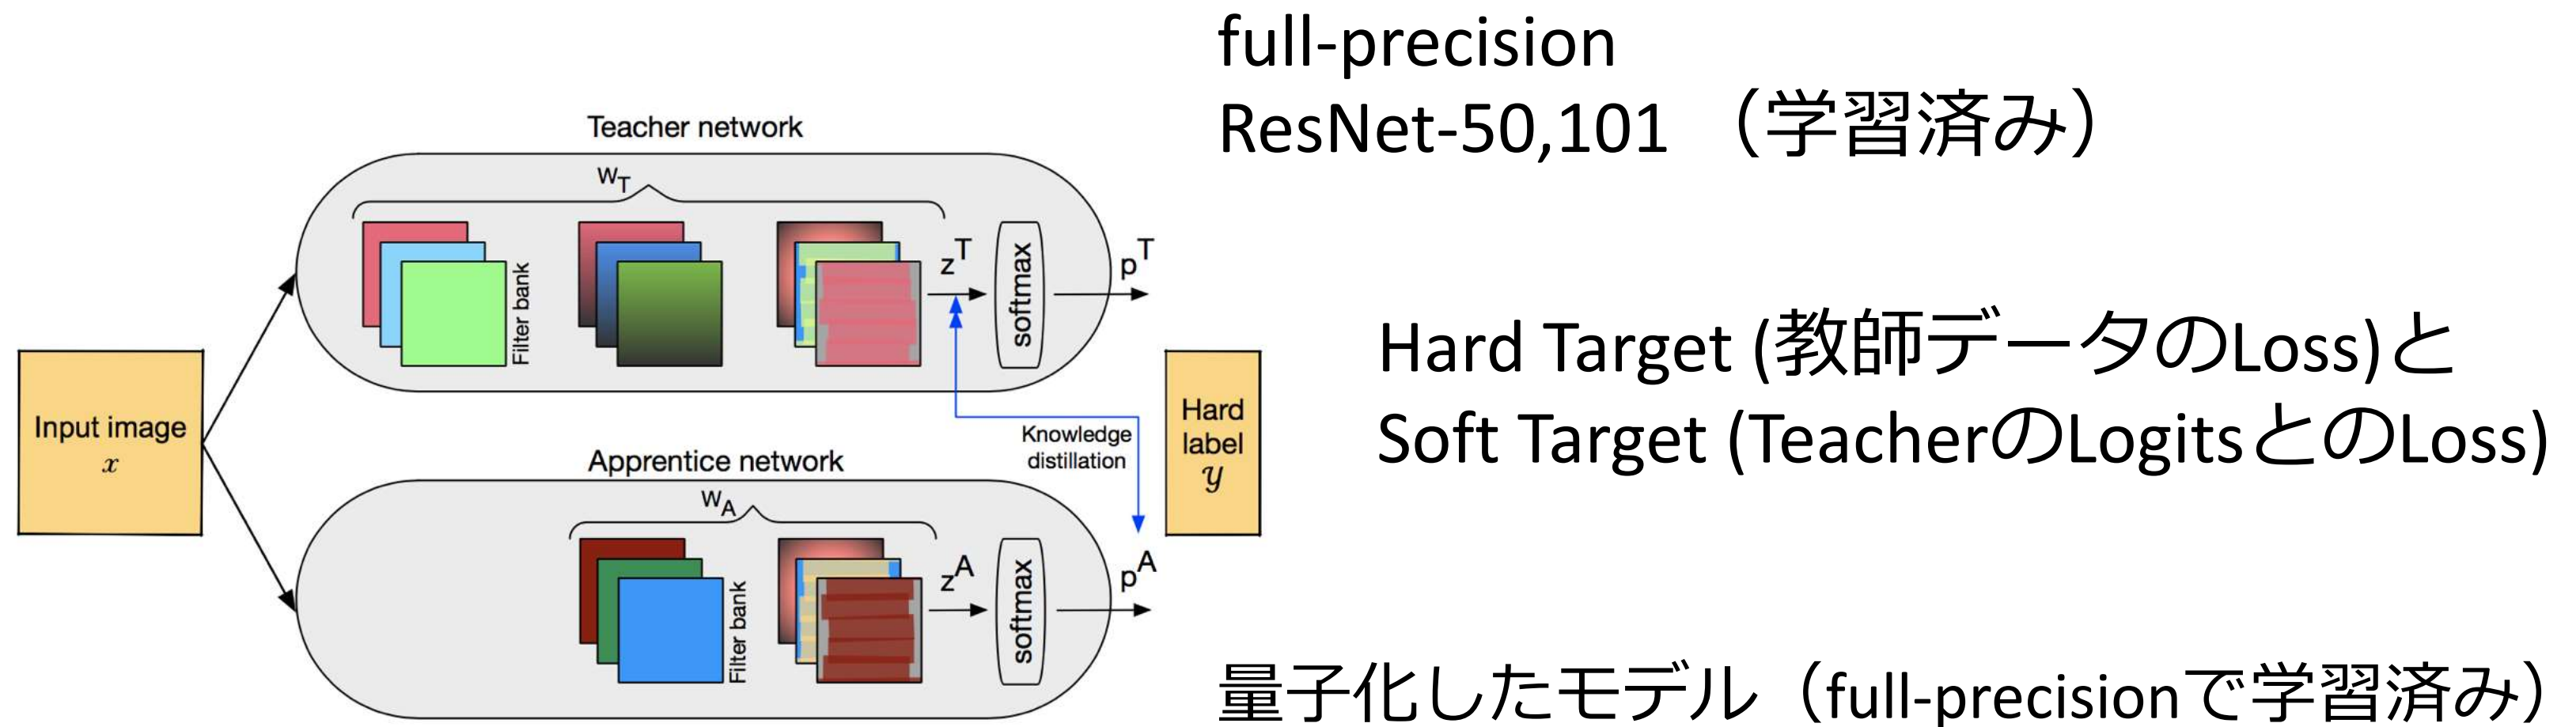 full-precision
ResNet-50,101 （学習済み）
Teacher network
w_T
Filter bank
z^T
softmax
p^T
Hard Target (教師データのLoss)と
Soft Target (TeacherのLogitsとのLoss)
Input image
x
Hard
label
y
Knowledge
distillation
Apprentice network
w_A
Filter bank
z^A
softmax
p^A
量子化したモデル（full-precisionで学習済み）